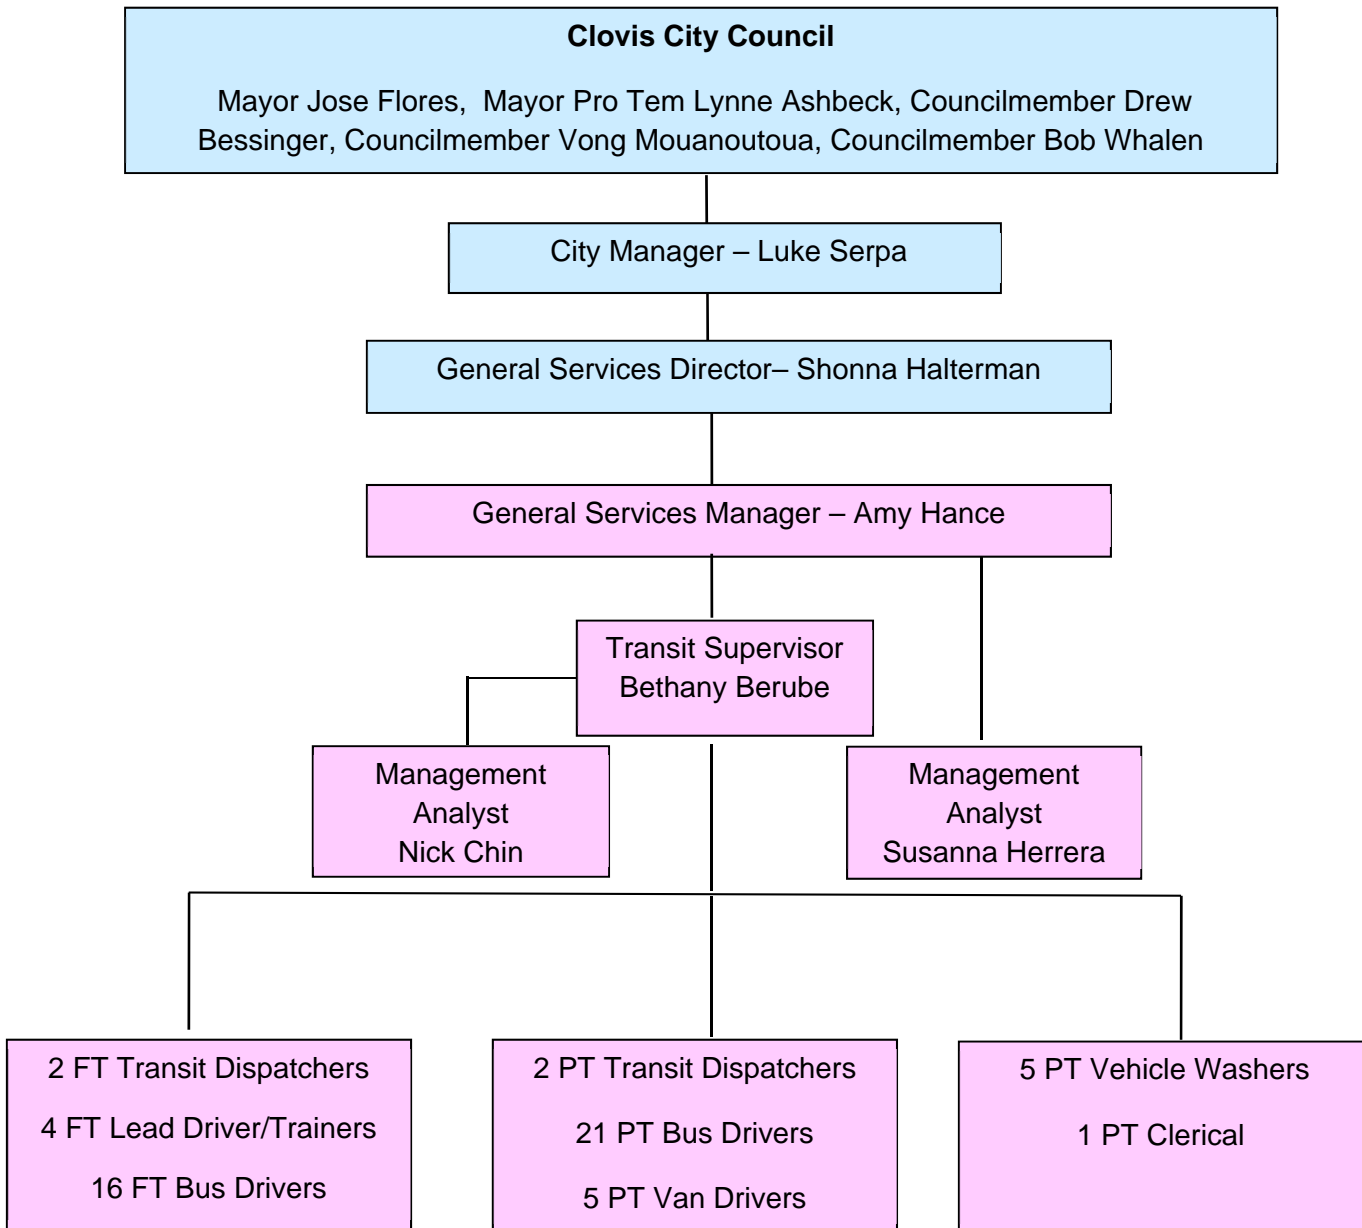 Clovis City Council
Mayor Jose Flores,  Mayor Pro Tem Lynne Ashbeck, Councilmember Drew
Bessinger, Councilmember Vong Mouanoutoua, Councilmember Bob Whalen
City Manager – Luke Serpa
General Services Director– Shonna Halterman
General Services Manager – Amy Hance
Transit Supervisor
Bethany Berube
Management
Analyst
Nick Chin
Management
Analyst
Susanna Herrera
2 FT Transit Dispatchers
4 FT Lead Driver/Trainers
16 FT Bus Drivers
2 PT Transit Dispatchers
21 PT Bus Drivers
5 PT Van Drivers
5 PT Vehicle Washers
1 PT Clerical